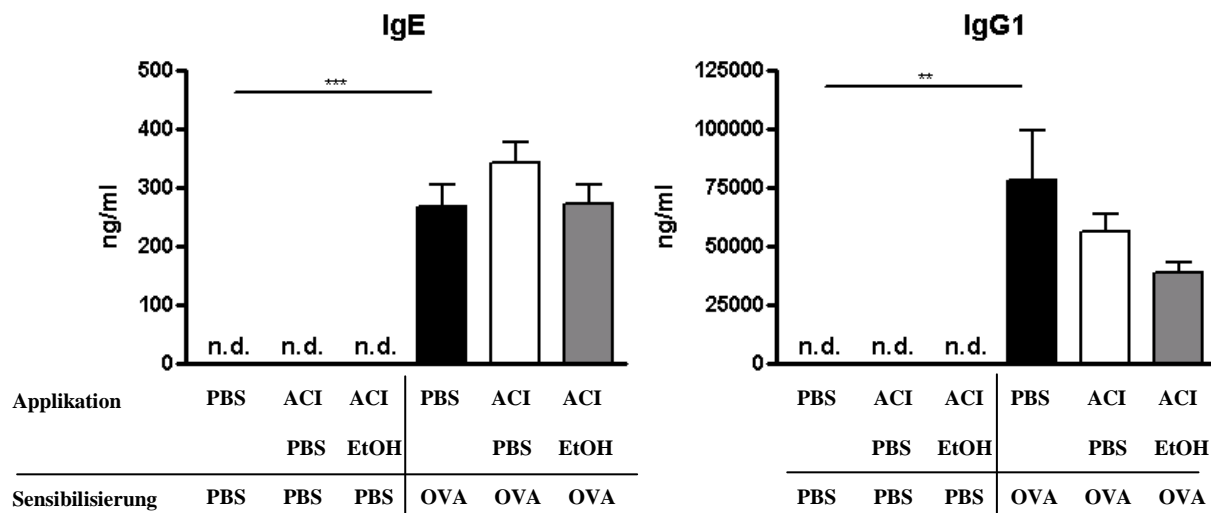 IgE
IgG1
500
400
300
200
100
0
ng/ml
***
n.d. n.d. n.d.
125000
100000
75000
50000
25000
0
ng/ml
**
n.d. n.d. n.d.
Applikation PBS ACI ACI PBS ACI ACI PBS ACI ACI PBS ACI ACI
PBS EtOH PBS EtOH PBS EtOH PBS EtOH
Sensibilisierung PBS PBS PBS OVA OVA OVA PBS PBS PBS OVA OVA OVA